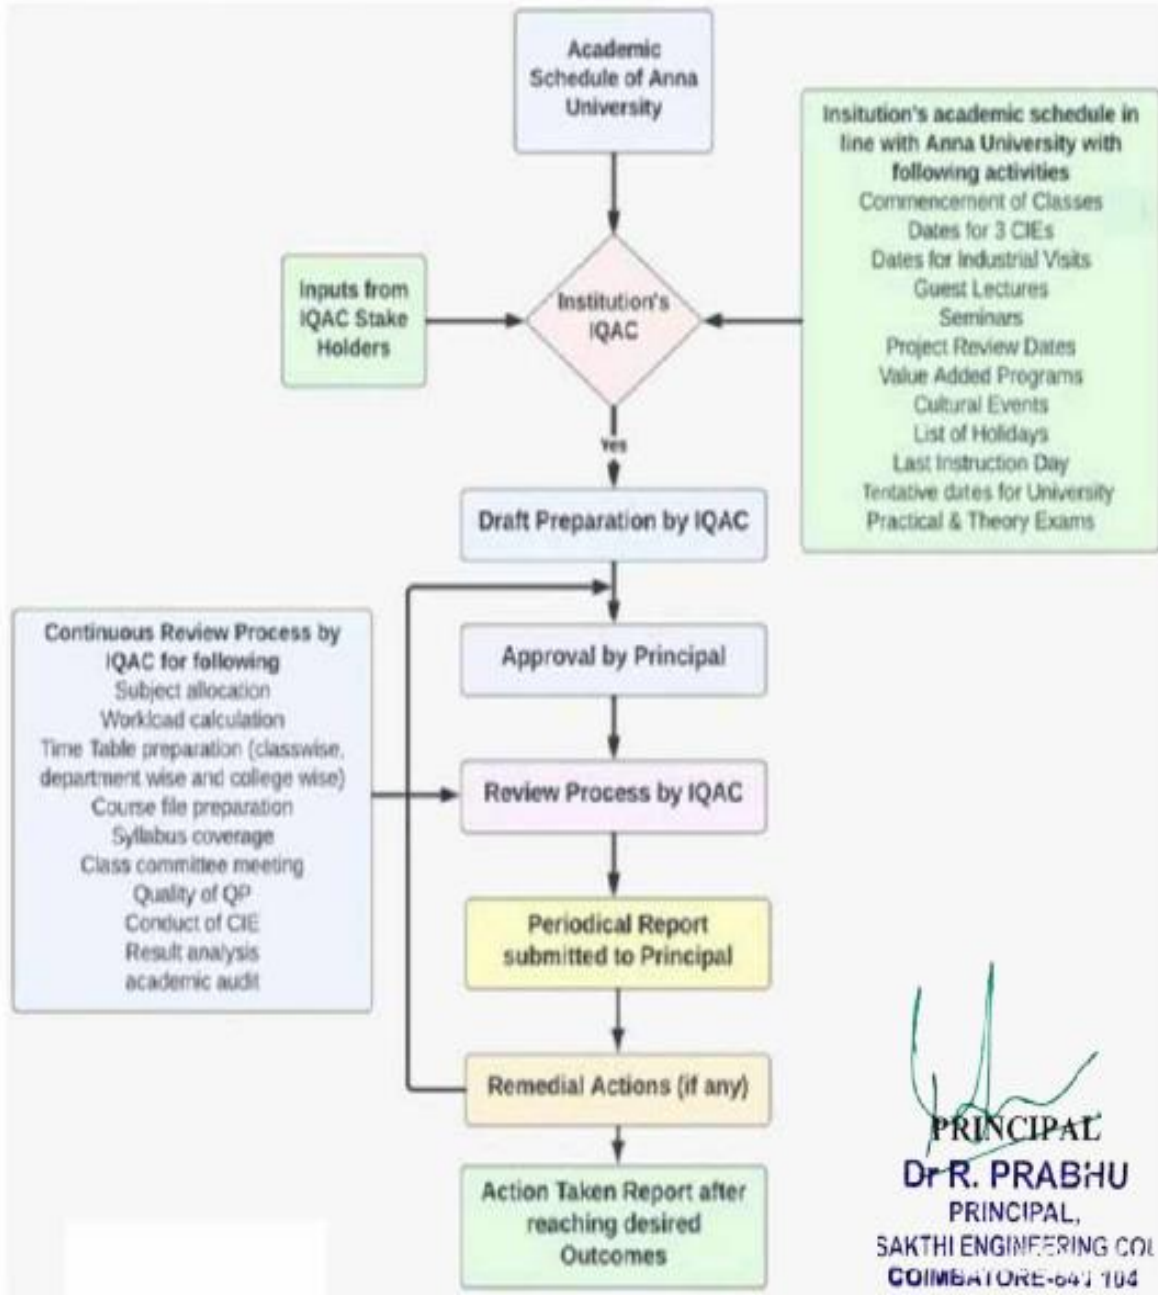 Academic
Schedule of Anna
University
Insitution's academic schedule in
line with Anna University with
following activities
Commencement of Classes
Dates for 3 CIEs
Dates for Industrial Visits
Guest Lectures
Seminars
Project Review Dates
Value Added Programs
Cultural Events
List of Holidays
Last Instruction Day
Tentative dates for University
Practical & Theory Exams
Inputs from
IQAC Stake
Holders
Institution's
IQAC
Yes
Draft Preparation by IQAC
Approval by Principal
Continuous Review Process by
IQAC for following
Subject allocation
Workload calculation
Time Table preparation (classwise,
department wise and college wise)
Course file preparation
Syllabus coverage
Class committee meeting
Quality of QP
Conduct of CIE
Result analysis
academic audit
Review Process by IQAC
Periodical Report
submitted to Principal
Remedial Actions (if any)
Action Taken Report after
reaching desired
Outcomes
PRINCIPAL
Dr R. PRABHU
PRINCIPAL,
SAKTHI ENGINEERING COL
COIMBATORE-641 104